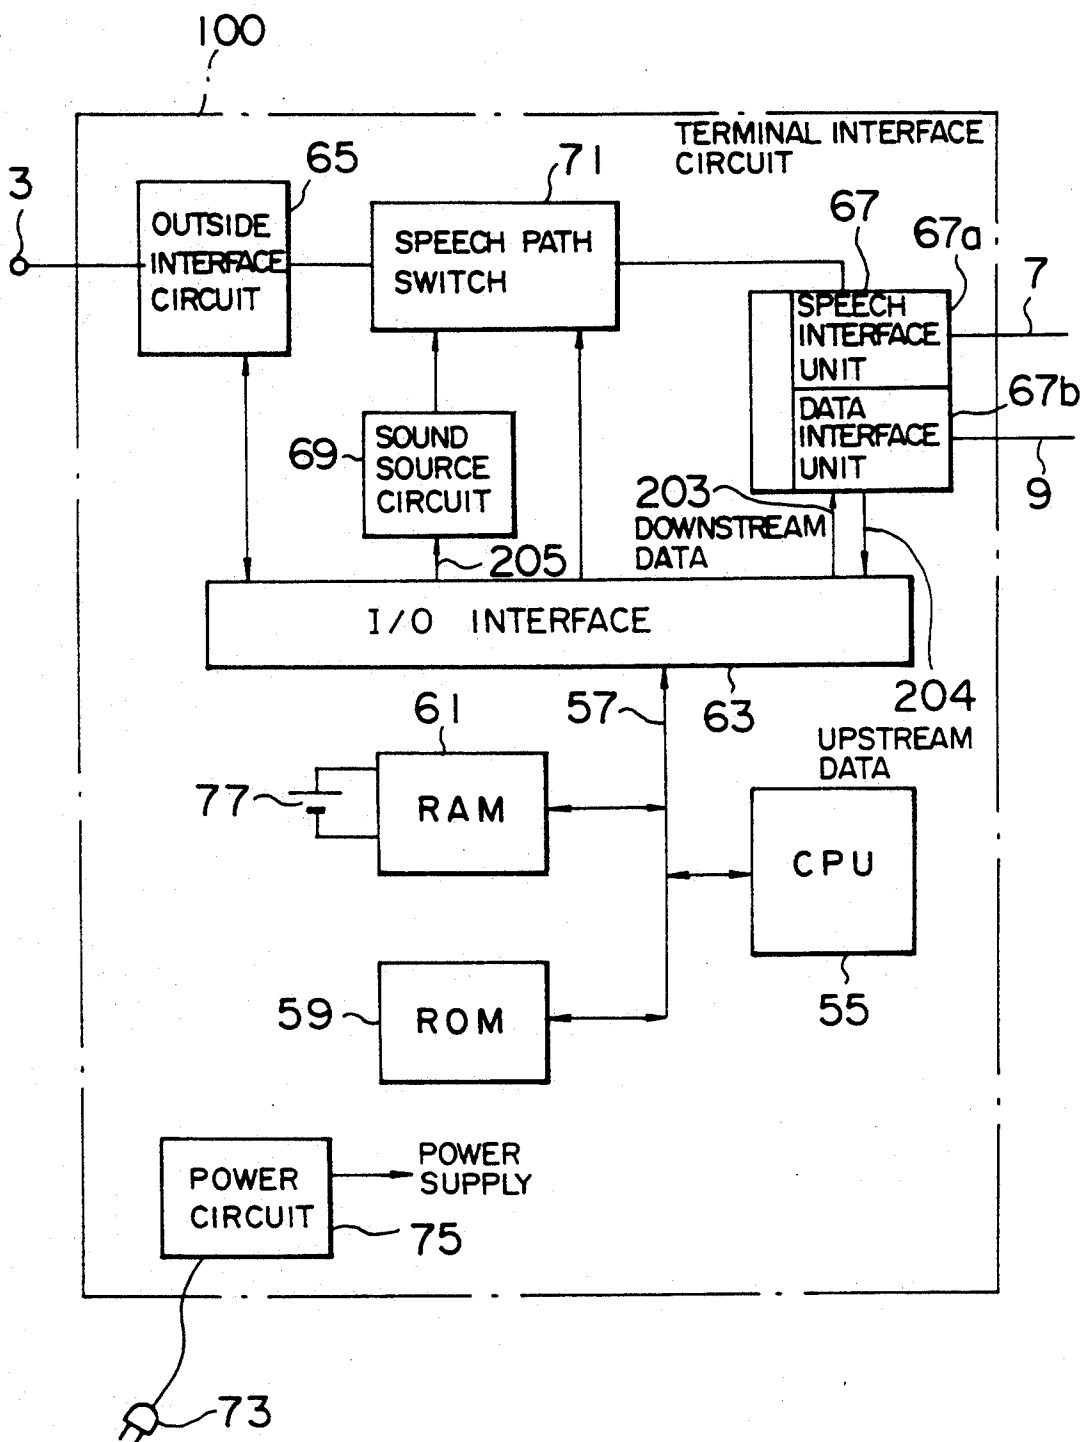 100
TERMINAL INTERFACE
CIRCUIT
3
65
71
67
67a
7
OUTSIDE
INTERFACE
CIRCUIT
SPEECH PATH
SWITCH
SPEECH
INTERFACE
UNIT
67b
DATA
INTERFACE
UNIT
9
69
SOUND
SOURCE
CIRCUIT
203
DOWNSTREAM
DATA
205
I/O INTERFACE
204
UPSTREAM
DATA
57
63
61
77
RAM
CPU
55
59
ROM
POWER
CIRCUIT
POWER
SUPPLY
75
73